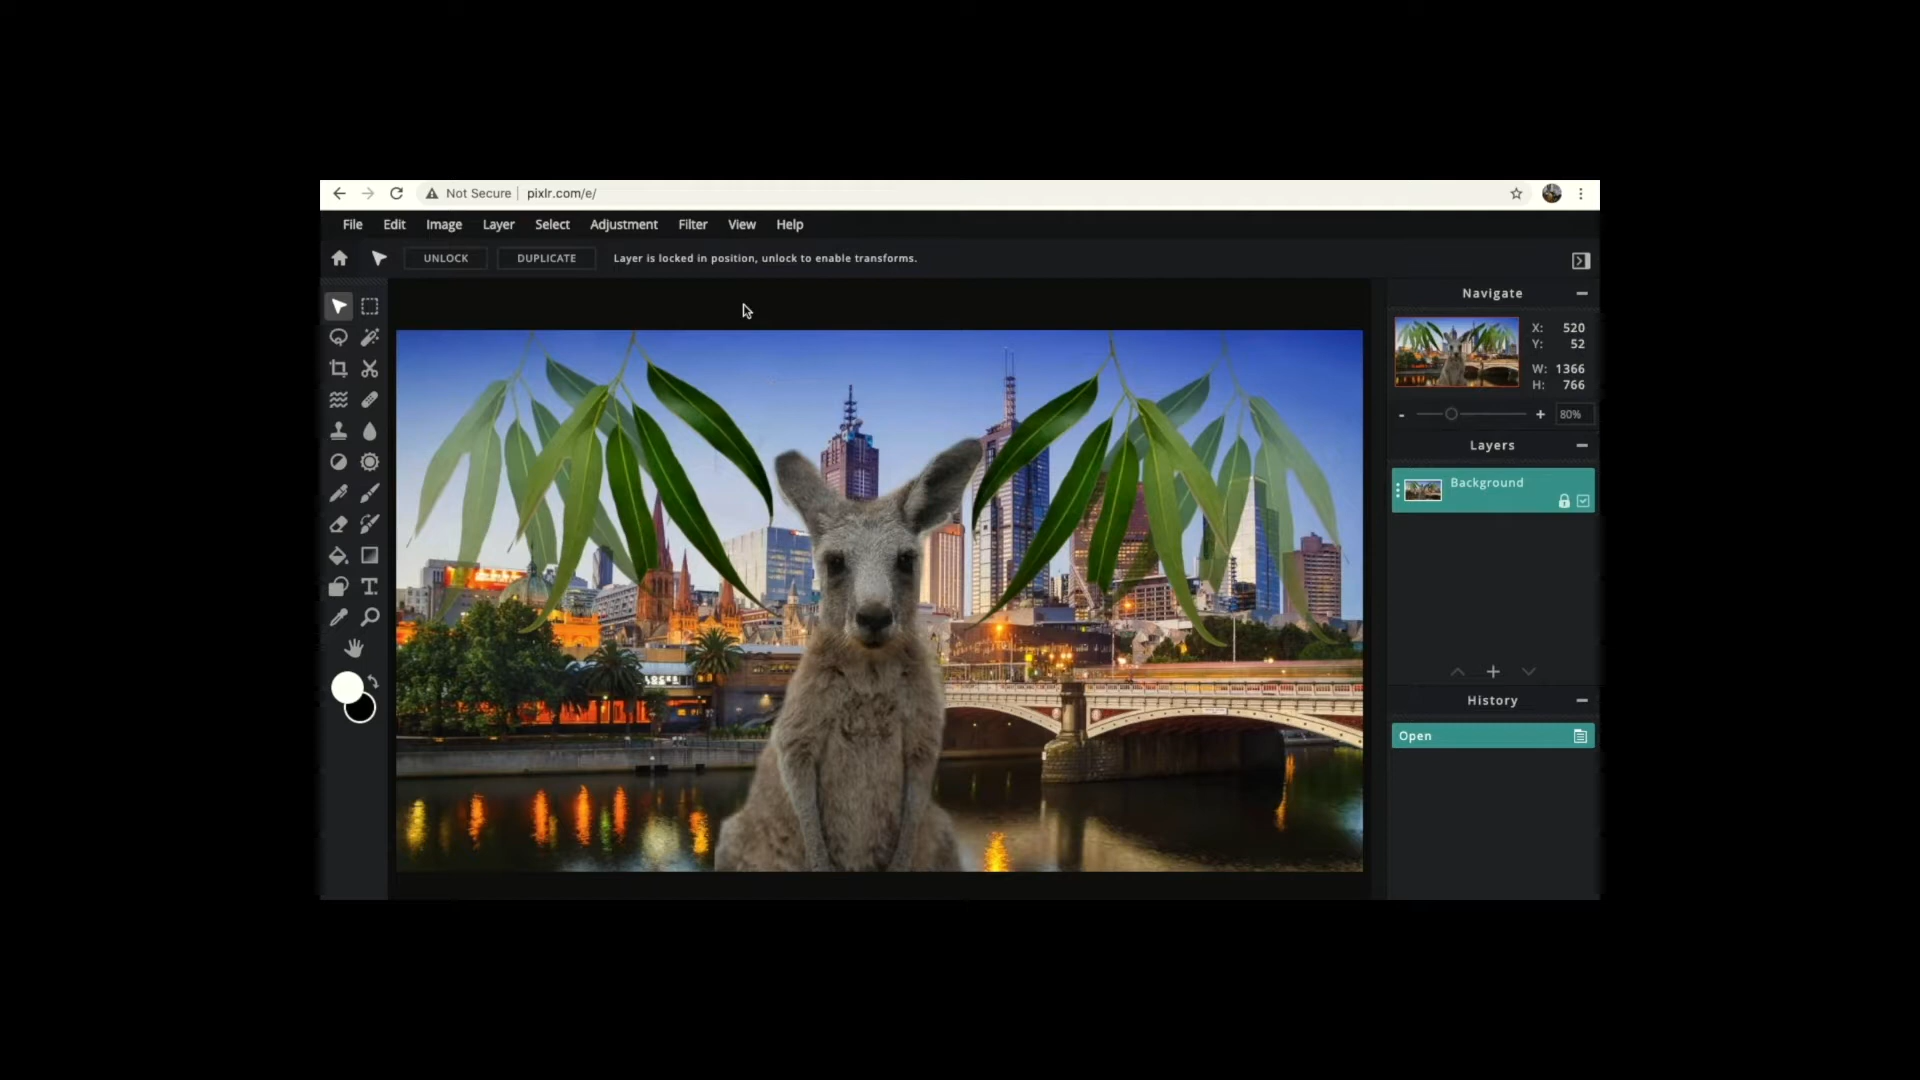 Not Secure | pixlr.com/e/
File Edit Image Layer Select Adjustment Filter View Help
UNLOCK DUPLICATE Layer is locked in position, unlock to enable transforms.
Navigate
X: 520
Y: 52
W: 1366
H: 766
- + 80%
Layers
Background
History
Open